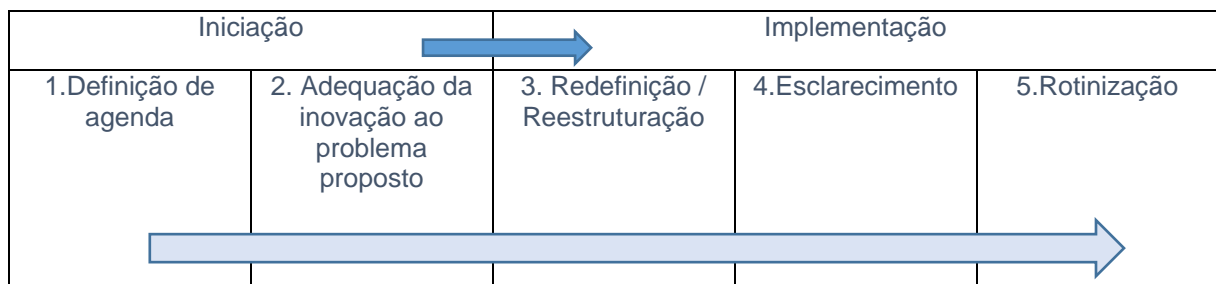 Iniciação
Implementação
1.Definição de
agenda
2. Adequação da
inovação ao
problema
proposto
3. Redefinição /
Reestruturação
4.Esclarecimento
5.Rotinização